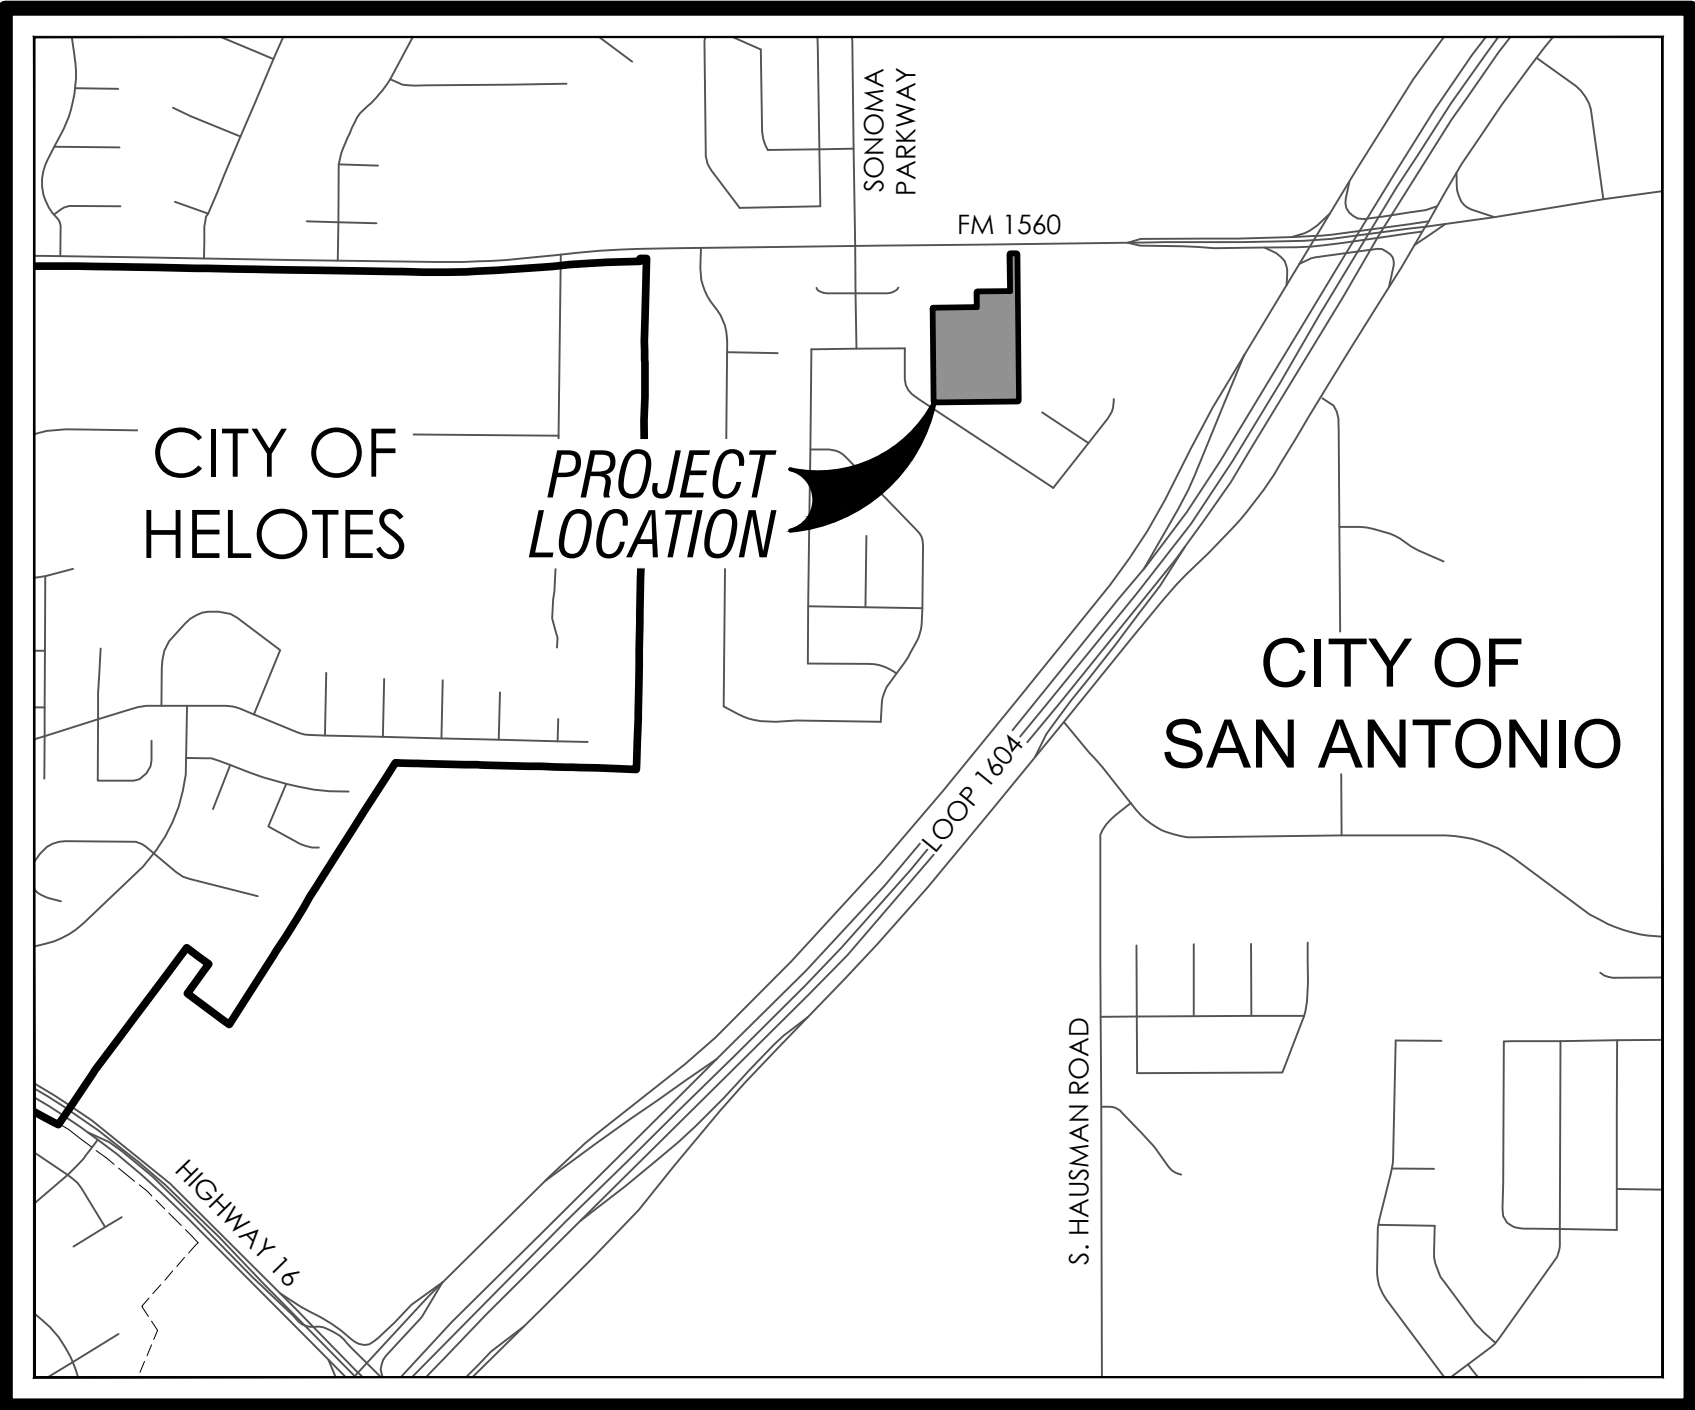 SONOMA
PARKWAY
FM 1560
CITY OF
HELOTES
PROJECT
LOCATION
CITY OF
SAN ANTONIO
LOOP 1604
S. HAUSMAN ROAD
HIGHWAY 16